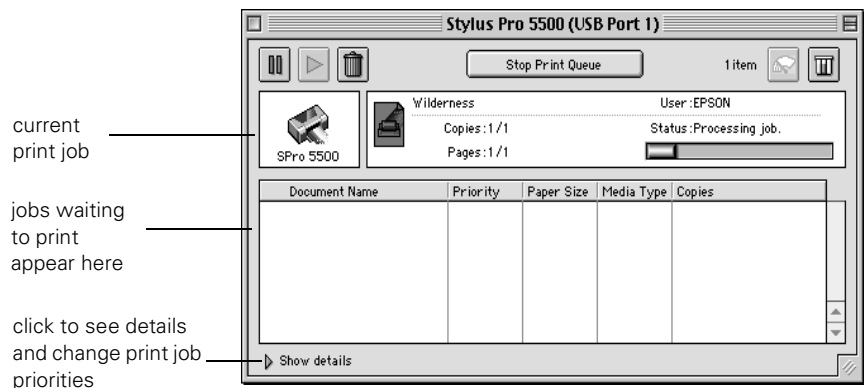 Stylus Pro 5500 (USB Port 1)
Stop Print Queue
1 item
current
print job
SPro 5500
Wilderness
User:EPSON
Copies:1/1
Status:Processing job.
Pages:1/1
Document Name
Priority
Paper Size
Media Type
Copies
jobs waiting
to print
appear here
click to see details
and change print job
priorities
Show details